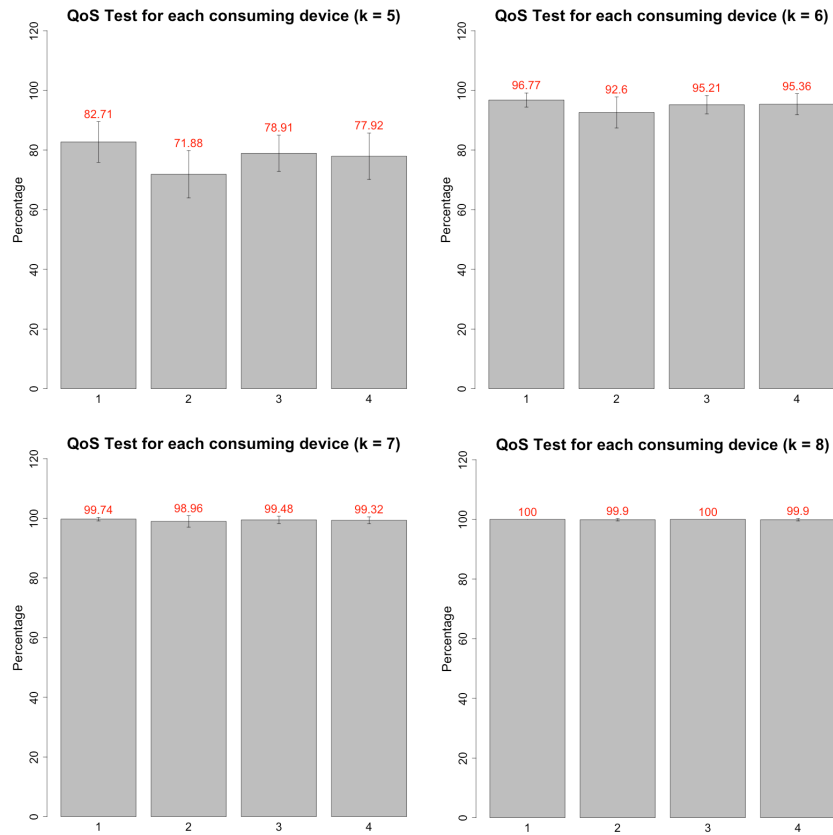 QoS Test for each consuming device (k = 5)
Percentage
0 20 40 60 80 100 120
82.71 71.88 78.91 77.92
1 2 3 4
QoS Test for each consuming device (k = 6)
Percentage
0 20 40 60 80 100 120
96.77 92.6 95.21 95.36
1 2 3 4
QoS Test for each consuming device (k = 7)
Percentage
0 20 40 60 80 100 120
99.74 98.96 99.48 99.32
1 2 3 4
QoS Test for each consuming device (k = 8)
Percentage
0 20 40 60 80 100 120
100 99.9 100 99.9
1 2 3 4